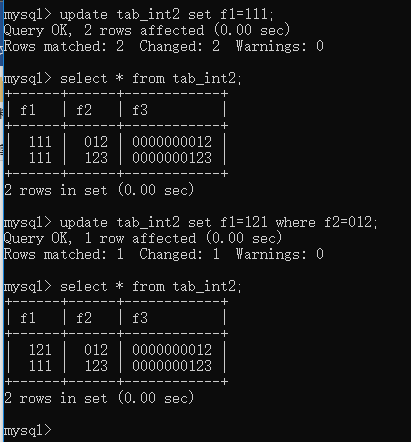 mysql> update tab_int2 set f1=111;
Query OK, 2 rows affected (0.00 sec)
Rows matched: 2  Changed: 2  Warnings: 0
mysql> select * from tab_int2;
+------+------+------------+
| f1   | f2   | f3         |
+------+------+------------+
|  111 |  012 | 0000000012 |
|  111 |  123 | 0000000123 |
+------+------+------------+
2 rows in set (0.00 sec)
mysql> update tab_int2 set f1=121 where f2=012;
Query OK, 1 row affected (0.00 sec)
Rows matched: 1  Changed: 1  Warnings: 0
mysql> select * from tab_int2;
+------+------+------------+
| f1   | f2   | f3         |
+------+------+------------+
|  121 |  012 | 0000000012 |
|  111 |  123 | 0000000123 |
+------+------+------------+
2 rows in set (0.00 sec)
mysql>